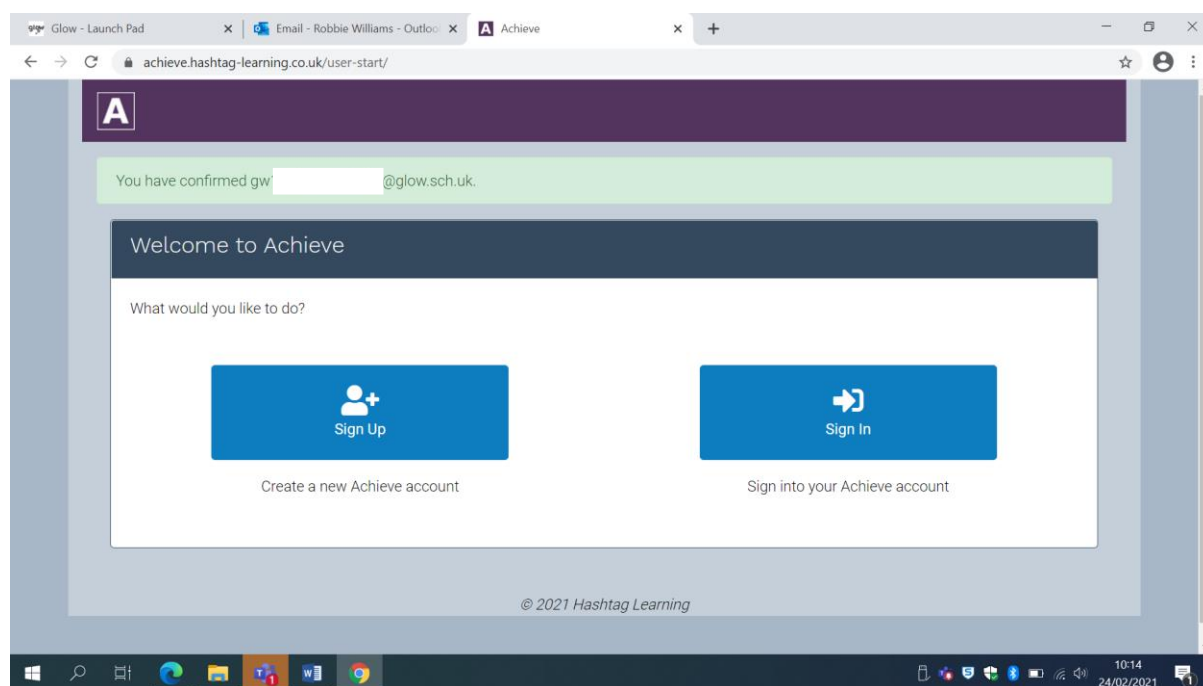 glow Glow - Launch Pad Email - Robbie Williams - Outloo Achieve
achieve.hashtag-learning.co.uk/user-start/
A
You have confirmed gw @glow.sch.uk.
Welcome to Achieve
What would you like to do?
Sign Up Sign In
Create a new Achieve account Sign into your Achieve account
© 2021 Hashtag Learning
10:14
24/02/2021